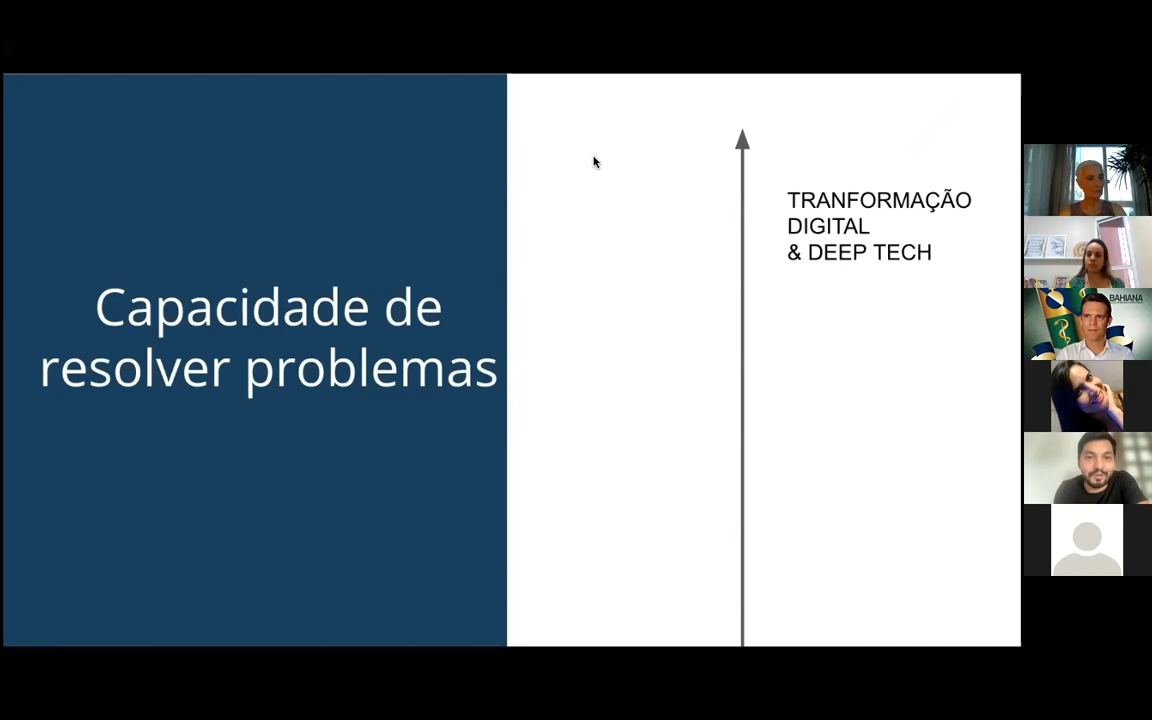 Capacidade de
resolver problemas
TRANFORMAÇÃO
DIGITAL
& DEEP TECH
BAHIANA